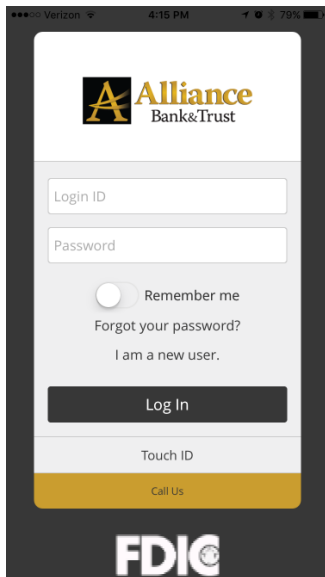 Verizon 4:15 PM 79%
Alliance
Bank&Trust
Login ID
Password
Remember me
Forgot your password?
I am a new user.
Log In
Touch ID
Call Us
FDIC